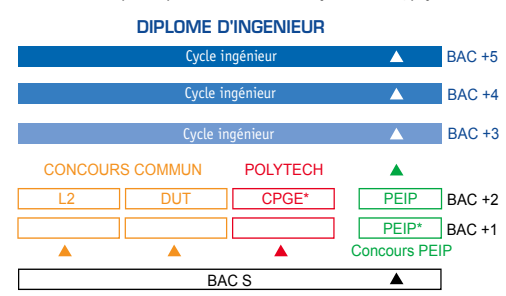 DIPLOME D'INGENIEUR
Cycle ingénieur BAC +5
Cycle ingénieur BAC +4
Cycle ingénieur BAC +3
CONCOURS COMMUN POLYTECH
L2 DUT CPGE* PEIP BAC +2
PEIP* BAC +1
Concours PEIP
BAC S